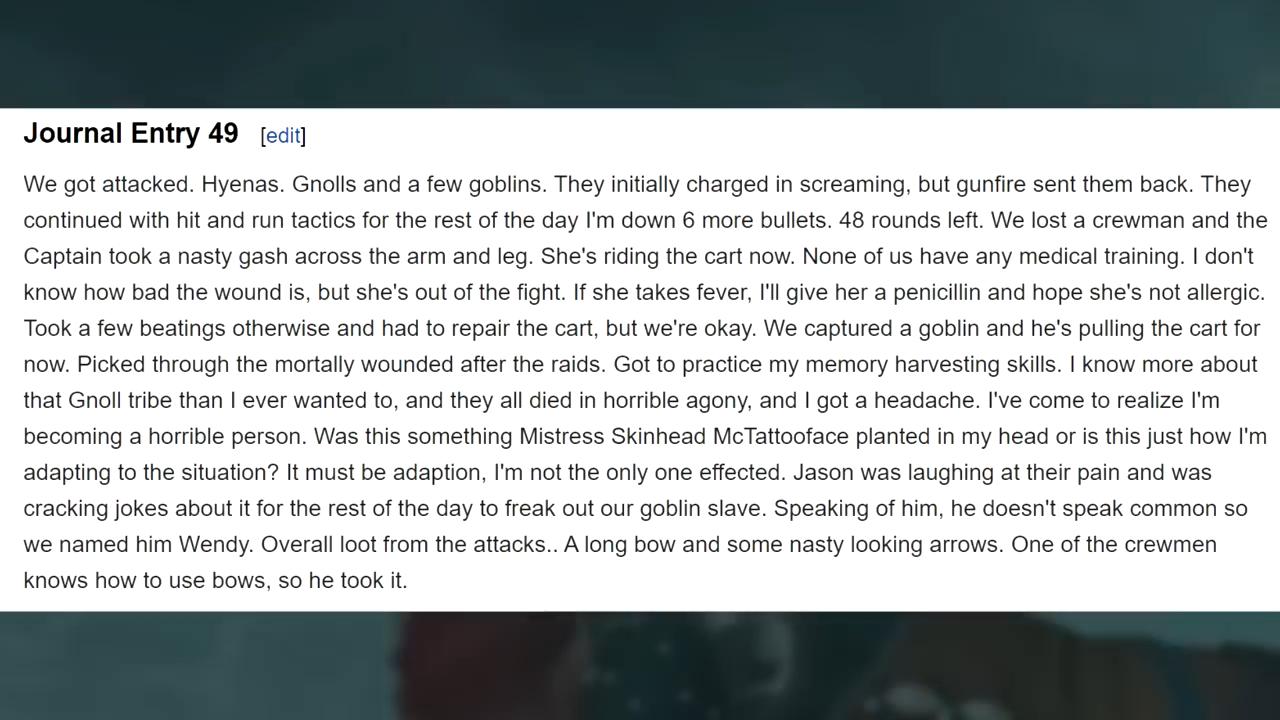 Journal Entry 49 [edit]
We got attacked. Hyenas. Gnolls and a few goblins. They initially charged in screaming, but gunfire sent them back. They
continued with hit and run tactics for the rest of the day I'm down 6 more bullets. 48 rounds left. We lost a crewman and the
Captain took a nasty gash across the arm and leg. She's riding the cart now. None of us have any medical training. I don't
know how bad the wound is, but she's out of the fight. If she takes fever, I'll give her a penicillin and hope she's not allergic.
Took a few beatings otherwise and had to repair the cart, but we're okay. We captured a goblin and he's pulling the cart for
now. Picked through the mortally wounded after the raids. Got to practice my memory harvesting skills. I know more about
that Gnoll tribe than I ever wanted to, and they all died in horrible agony, and I got a headache. I've come to realize I'm
becoming a horrible person. Was this something Mistress Skinhead McTattooface planted in my head or is this just how I'm
adapting to the situation? It must be adaption, I'm not the only one effected. Jason was laughing at their pain and was
cracking jokes about it for the rest of the day to freak out our goblin slave. Speaking of him, he doesn't speak common so
we named him Wendy. Overall loot from the attacks.. A long bow and some nasty looking arrows. One of the crewmen
knows how to use bows, so he took it.